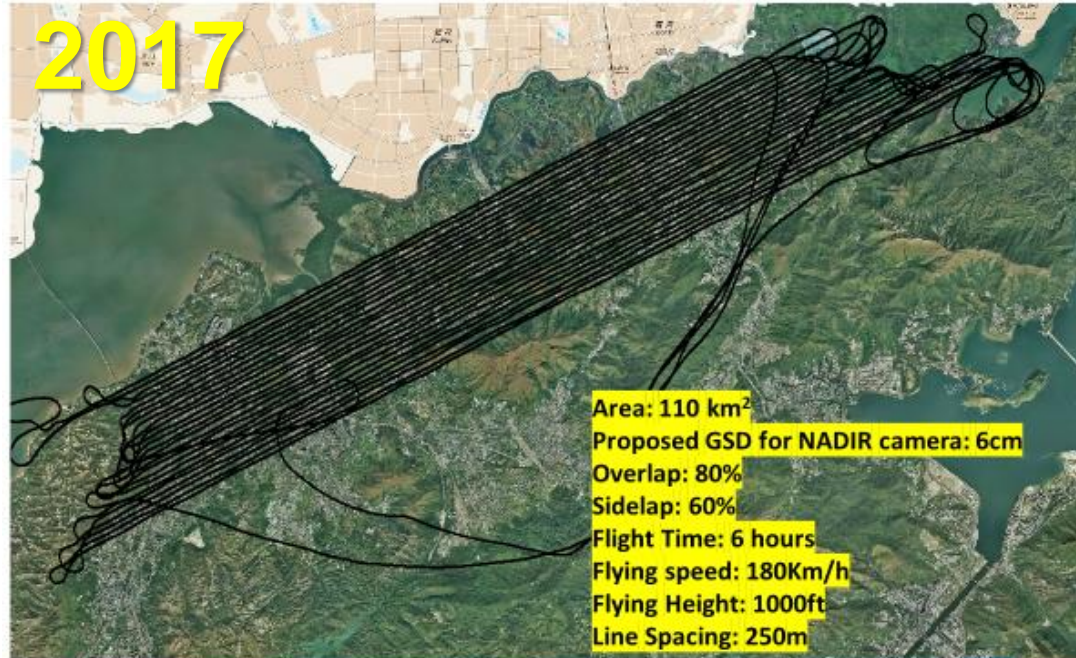 2017
Area: 110 km²
Proposed GSD for NADIR camera: 6cm
Overlap: 80%
Sidelap: 60%
Flight Time: 6 hours
Flying speed: 180Km/h
Flying Height: 1000ft
Line Spacing: 250m